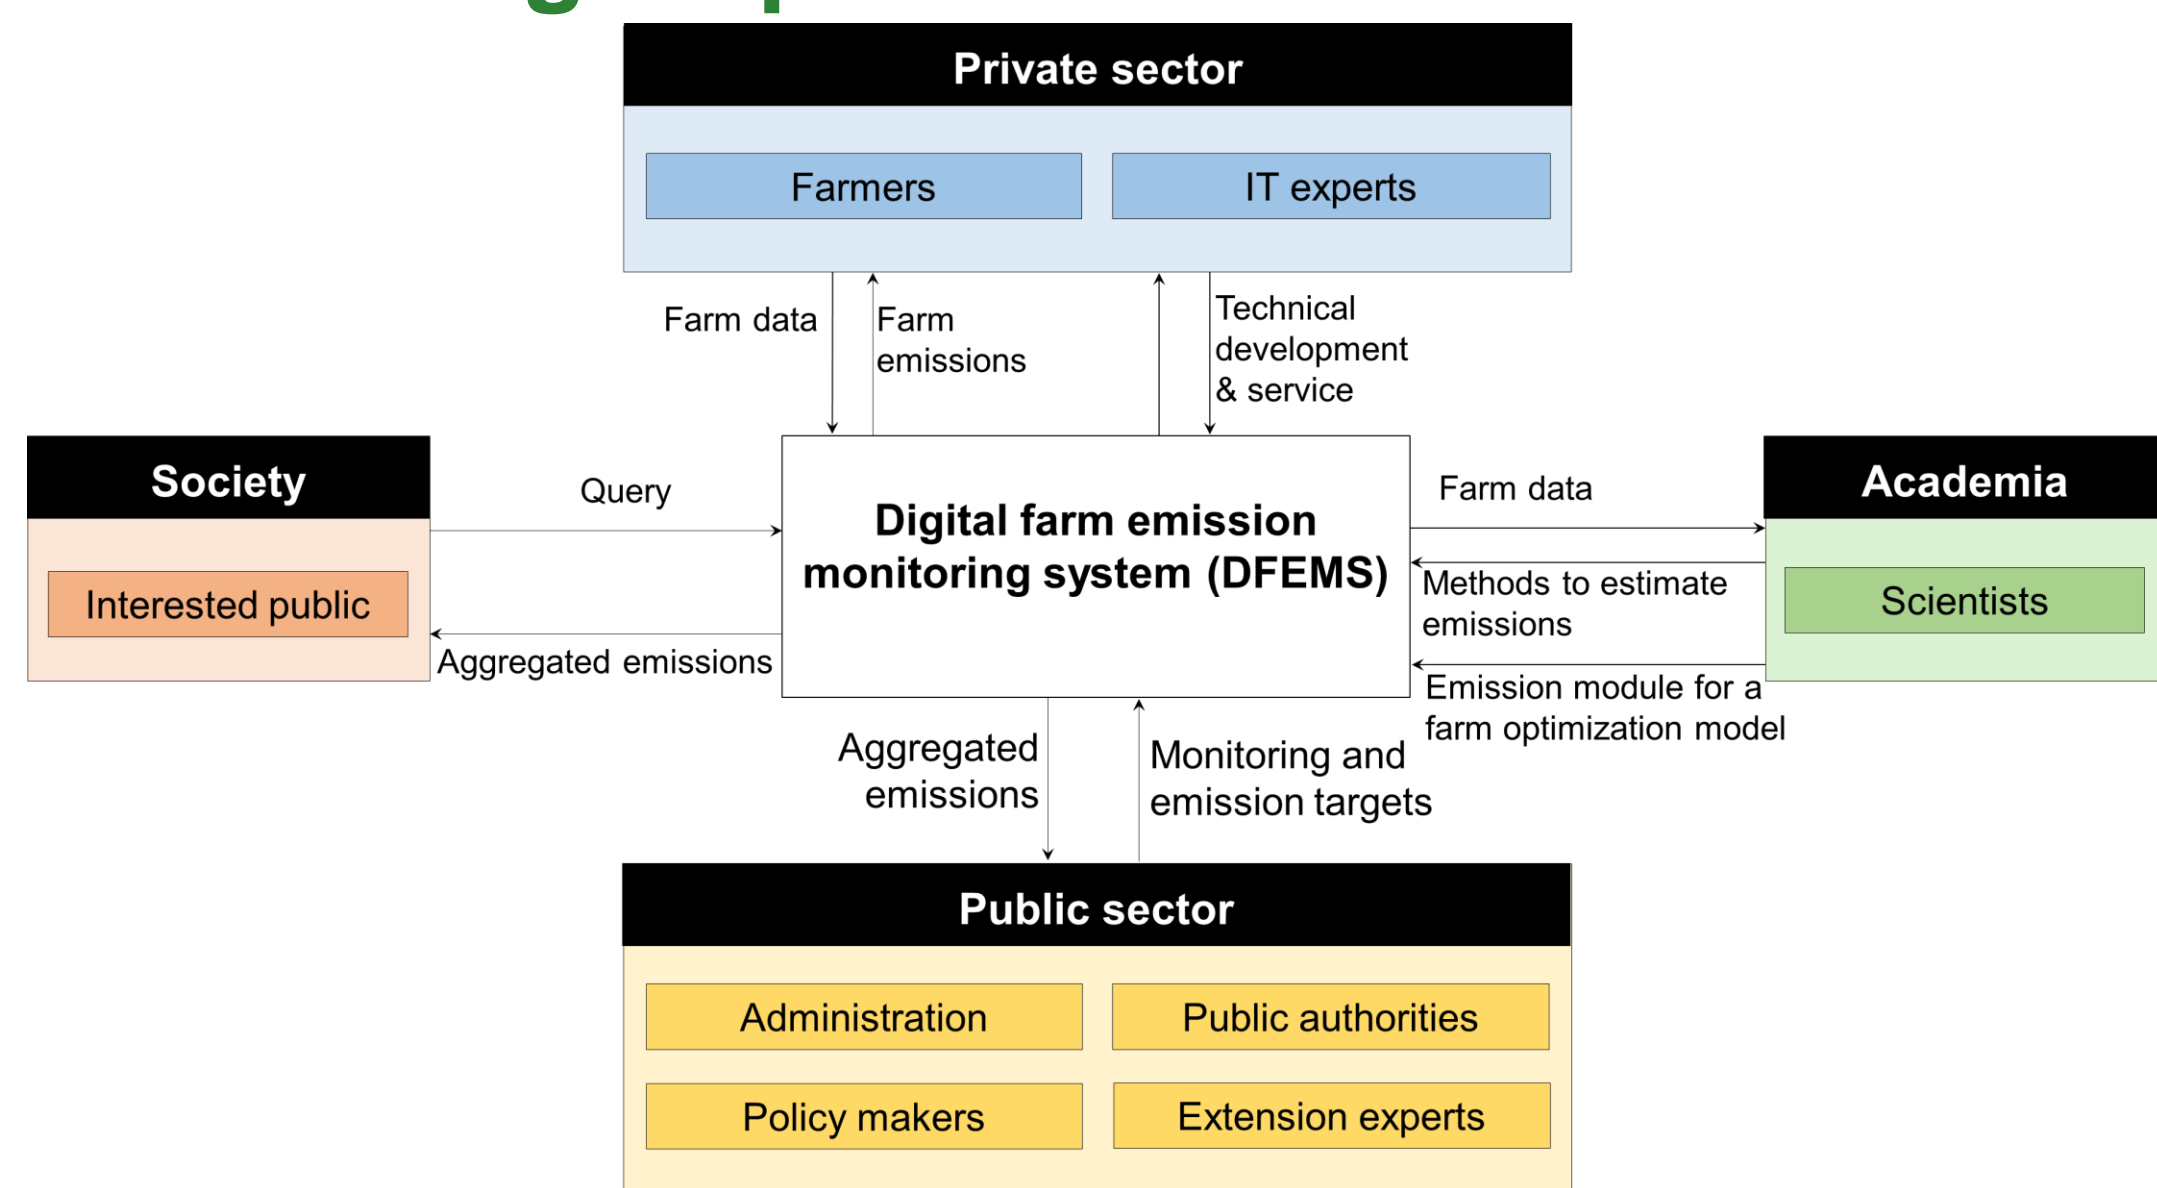 Private sector
Farmers
IT experts
Farm data
Farm
emissions
Technical
development
& service
Society
Interested public
Query
Aggregated emissions
Digital farm emission
monitoring system (DFEMS)
Farm data
Methods to estimate
emissions
Emission module for a
farm optimization model
Academia
Scientists
Aggregated
emissions
Monitoring and
emission targets
Public sector
Administration
Public authorities
Policy makers
Extension experts